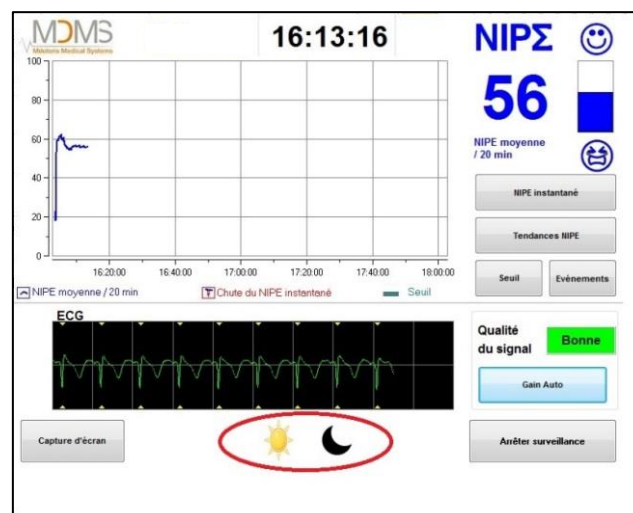 MDMS
Mdoloris Medical Systems
16:13:16
NIPΣ
100
80
60
40
20
0
16:20:00 16:40:00 17:00:00 17:20:00 17:40:00 18:00:00
NIPE moyenne / 20 min Chute du NIPE instantané Seuil
56
NIPE moyenne
/ 20 min
NIPE instantané
Tendances NIPE
Seuil Evènements
ECG
Qualité
du signal
Bonne
Gain Auto
Capture d'écran
Arrêter surveillance